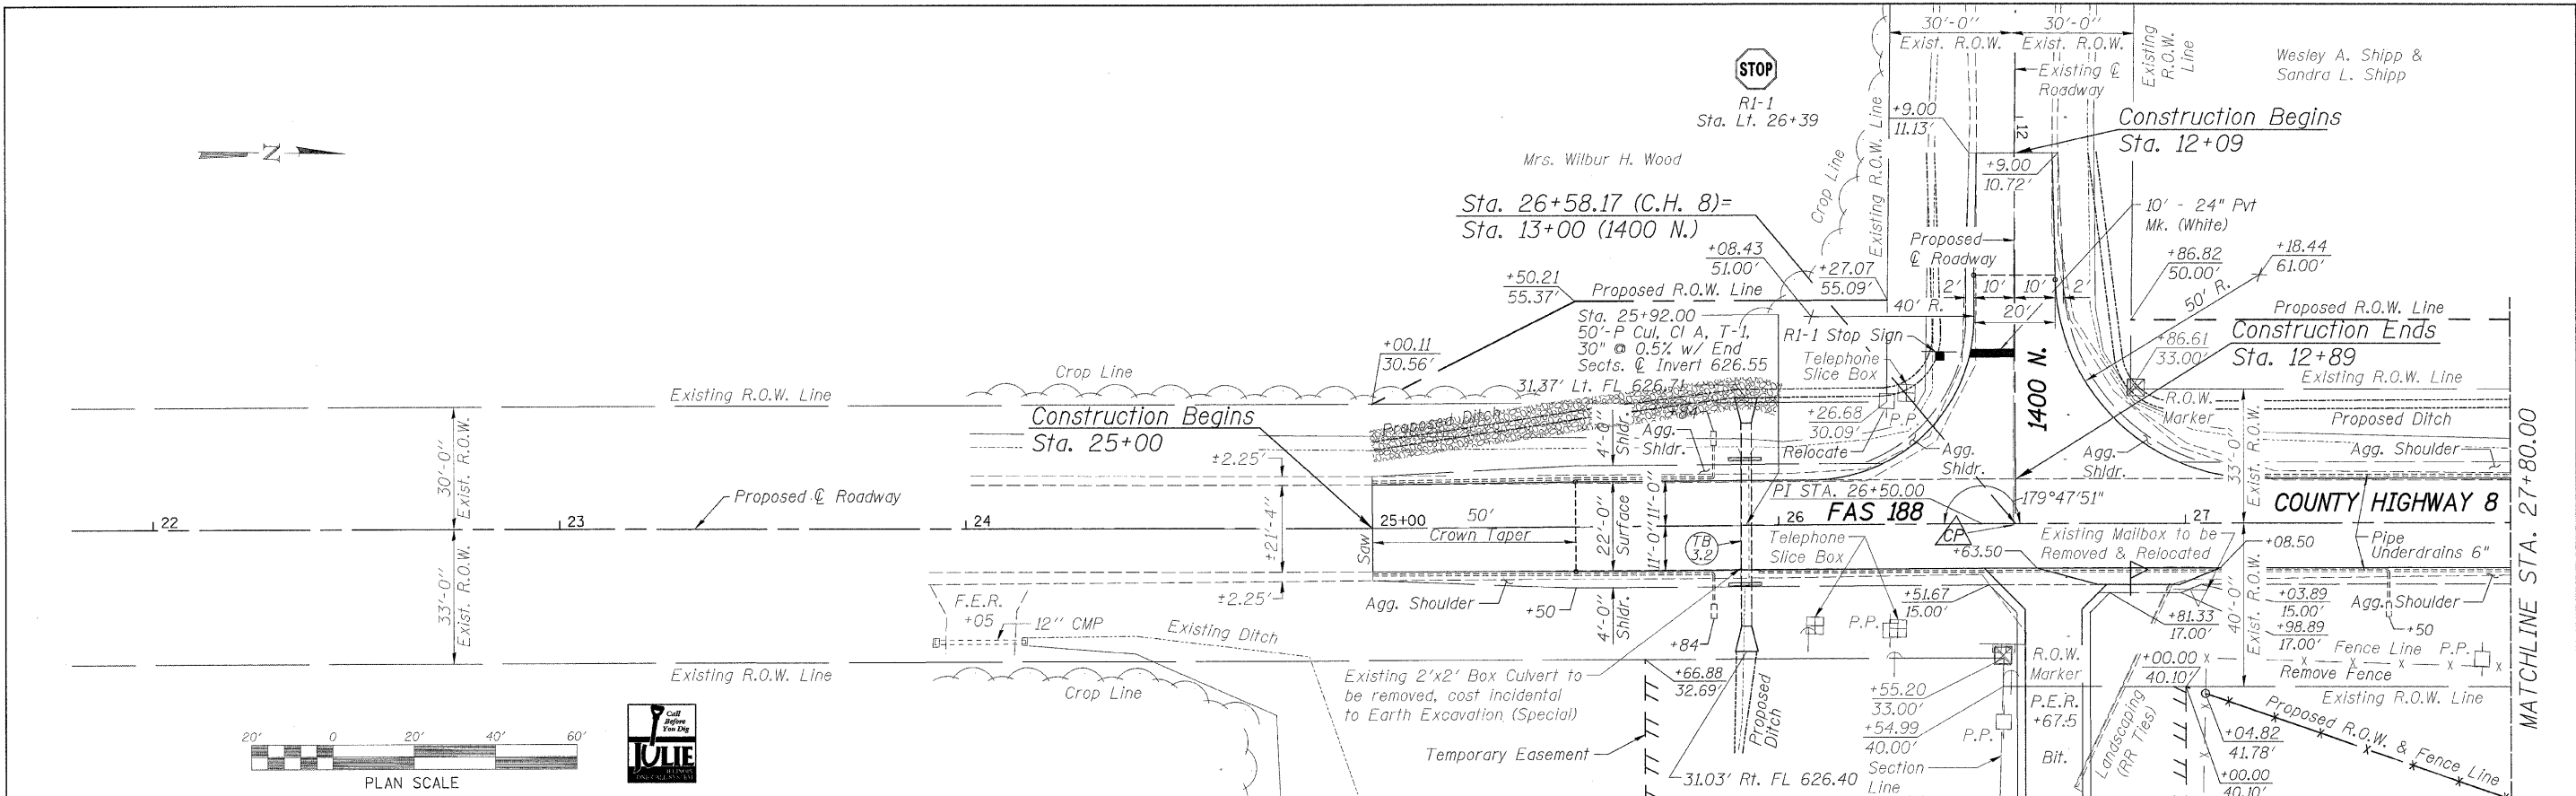 30'-0''
30'-0''
Exist. R.O.W.
Exist. R.O.W.
Existing ℄
Roadway
Existing
R.O.W.
Line
Wesley A. Shipp &
Sandra L. Shipp
STOP
R1-1
Sta. Lt. 26+39
Existing R.O.W. Line
Crop Line
+9.00
11.13'
12
Construction Begins
Sta. 12+09
+9.00
10.72'
N
Mrs. Wilbur H. Wood
Sta. 26+58.17 (C.H. 8)=
Sta. 13+00 (1400 N.)
10' - 24" Pvt
Mk. (White)
Proposed
℄ Roadway
+08.43
51.00'
+27.07
55.09'
+86.82
50.00'
+18.44
61.00'
+50.21
55.37'
Proposed R.O.W. Line
40' R.
2'
10'
10'
2'
20'
50' R.
Proposed R.O.W. Line
Sta. 25+92.00
50'-P Cul, Cl A, T-1,
30" @ 0.5% w/ End
Sects. ℄ Invert 626.55
31.37' Lt. FL 626.71
R1-1 Stop Sign
Telephone
Slice Box
1400 N.
Construction Ends
Sta. 12+89
+86.61
33.00'
Existing R.O.W. Line
+00.11
30.56'
Crop Line
Existing R.O.W. Line
Construction Begins
Sta. 25+00
Proposed Ditch
4'-0''
Shldr.
+84
Agg.
Shldr.
+26.68
30.09'
P.P.
Relocate
Agg.
Shldr.
Agg.
Shldr.
R.O.W.
Marker
33'-0''
Exist. R.O.W.
Proposed Ditch
Agg. Shoulder
30'-0''
Exist. R.O.W.
±2.25'
Proposed ℄ Roadway
PI STA. 26+50.00
179°47'51"
FAS 188
COUNTY HIGHWAY 8
22
23
24
25+00
50'
Crown Taper
26
27
Saw
±21'-4''
22'-0''
Surface
11'-0''
11'-0''
TB
3.2
Telephone
Slice Box
CP
+63.50
Existing Mailbox to be
Removed & Relocated
+08.50
Pipe
Underdrains 6"
33'-0''
Exist. R.O.W.
±2.25'
F.E.R.
+05
12'' CMP
Existing Ditch
Agg. Shoulder
+50
4'-0''
Shldr.
+84
+51.67
15.00'
P.P.
+81.33
17.00'
40'-0''
Exist. R.O.W.
+03.89
15.00'
+98.89
17.00'
Agg. Shoulder
+50
Fence Line
P.P.
Remove Fence
Existing R.O.W. Line
Existing R.O.W. Line
Crop Line
Existing 2'x2' Box Culvert to
be removed, cost incidental
to Earth Excavation (Special)
+66.88
32.69'
Proposed
Ditch
R.O.W.
Marker
+55.20
33.00'
+54.99
40.00'
P.P.
P.E.R.
+67.5
Bit.
Landscaping
(RR Ties)
+00.00
40.10'
Proposed R.O.W. & Fence Line
+04.82
41.78'
+00.00
40.10'
Temporary Easement
31.03' Rt. FL 626.40
Section
Line
MATCHLINE STA. 27+80.00
20'
0
20'
40'
60'
PLAN SCALE
Call
Before
You Dig
JULIE
ILLINOIS
ONE-CALL SYSTEM